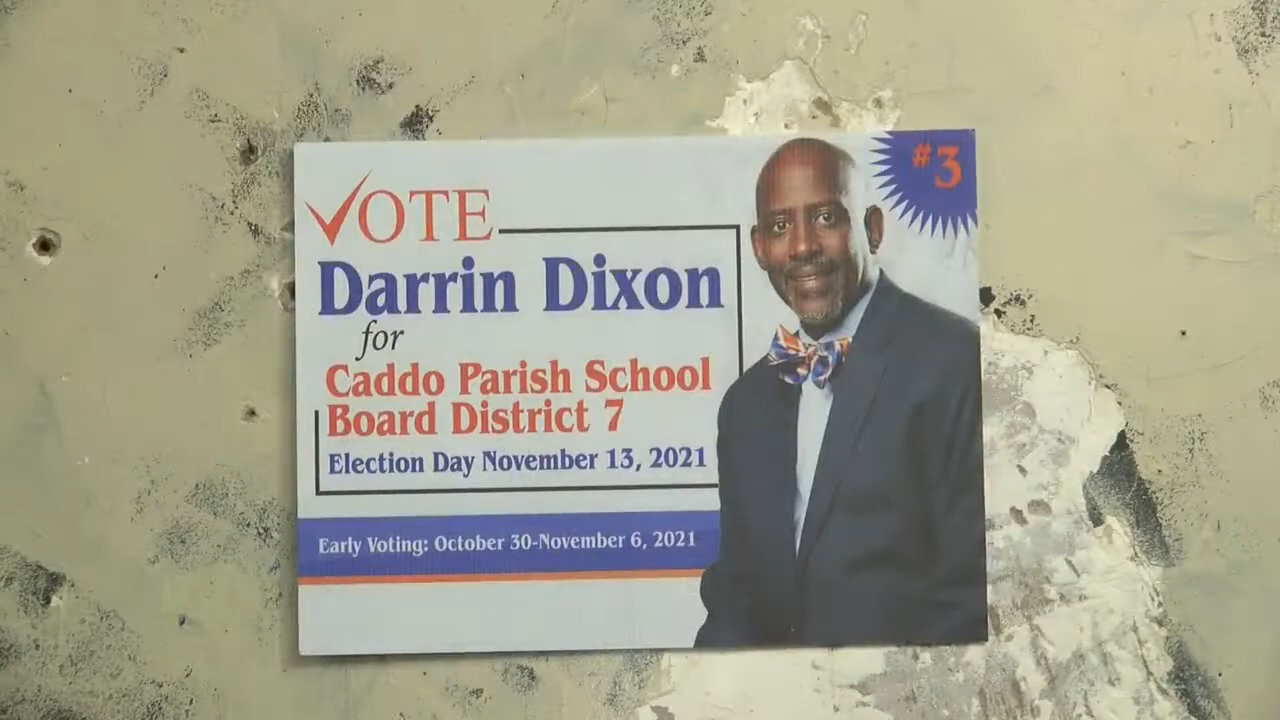 VOTE
#3
Darrin Dixon
for
Caddo Parish School
Board District 7
Election Day November 13, 2021
Early Voting: October 30-November 6, 2021